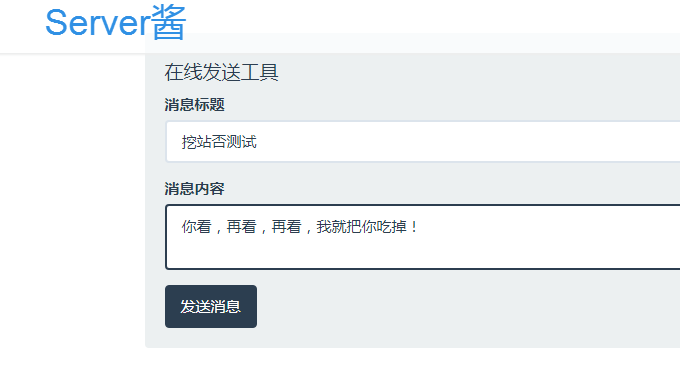 Server酱
在线发送工具
消息标题
挖站否测试
消息内容
你看，再看，再看，我就把你吃掉！
发送消息